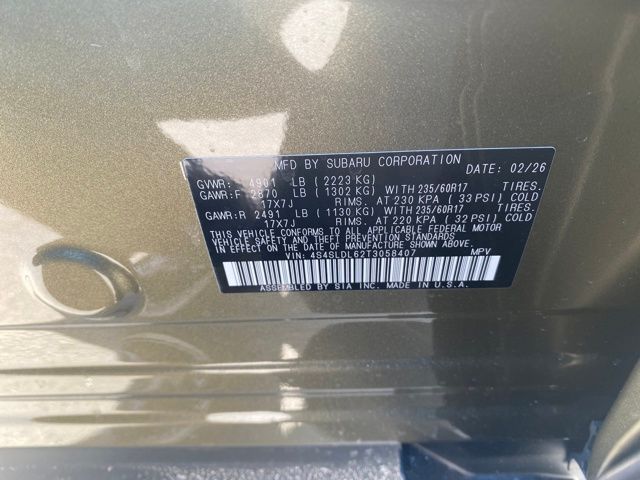 MFD BY SUBARU CORPORATION DATE: 02/26
GVWR: 4901 LB (2223 KG)
GAWR:F 2870 LB (1302 KG) WITH 235/60R17 TIRES.
17X7J RIMS. AT 230 KPA (33 PSI) COLD
GAWR:R 2491 LB (1130 KG) WITH 235/60R17 TIRES.
17X7J RIMS. AT 220 KPA (32 PSI) COLD
THIS VEHICLE CONFORMS TO ALL APPLICABLE FEDERAL MOTOR
VEHICLE SAFETY AND THEFT PREVENTION STANDARDS IN
EFFECT ON THE DATE OF MANUFACTURE SHOWN ABOVE.
VIN: 4S4SLDL62T3058407 MPV
ASSEMBLED BY SIA INC. MADE IN U.S.A.